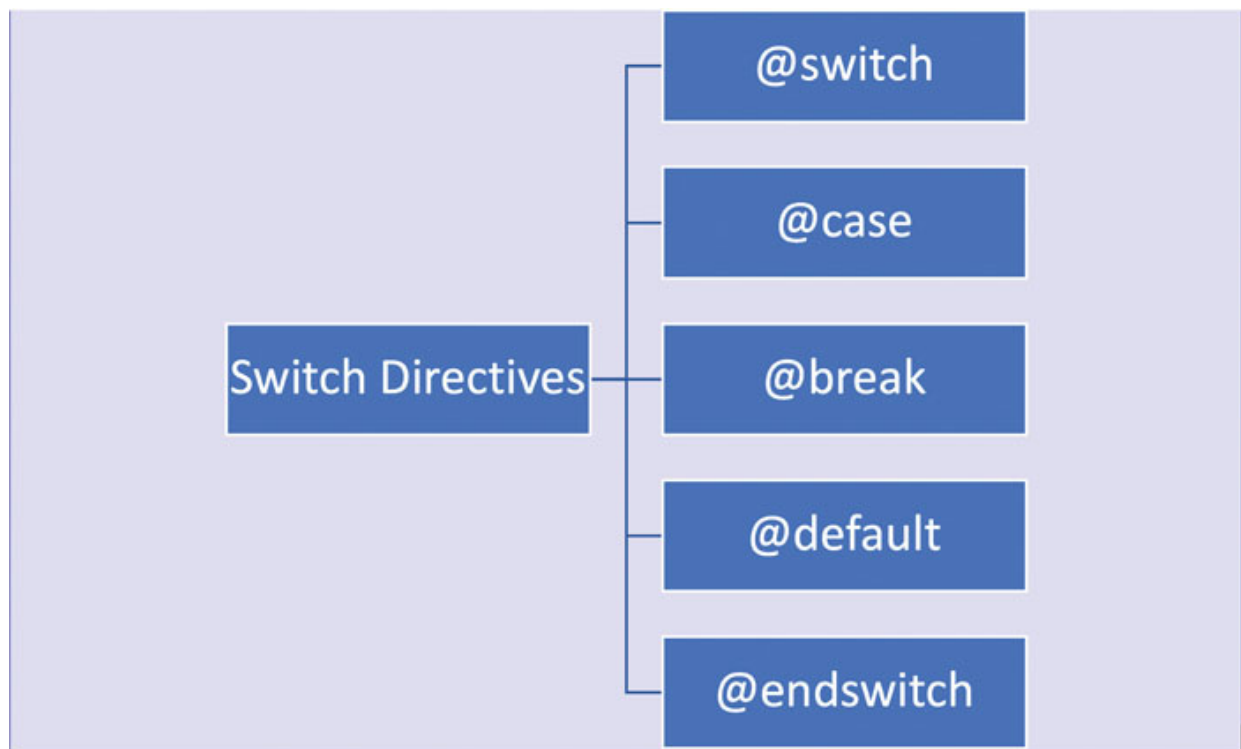 @switch
@case
Switch Directives
@break
@default
@endswitch